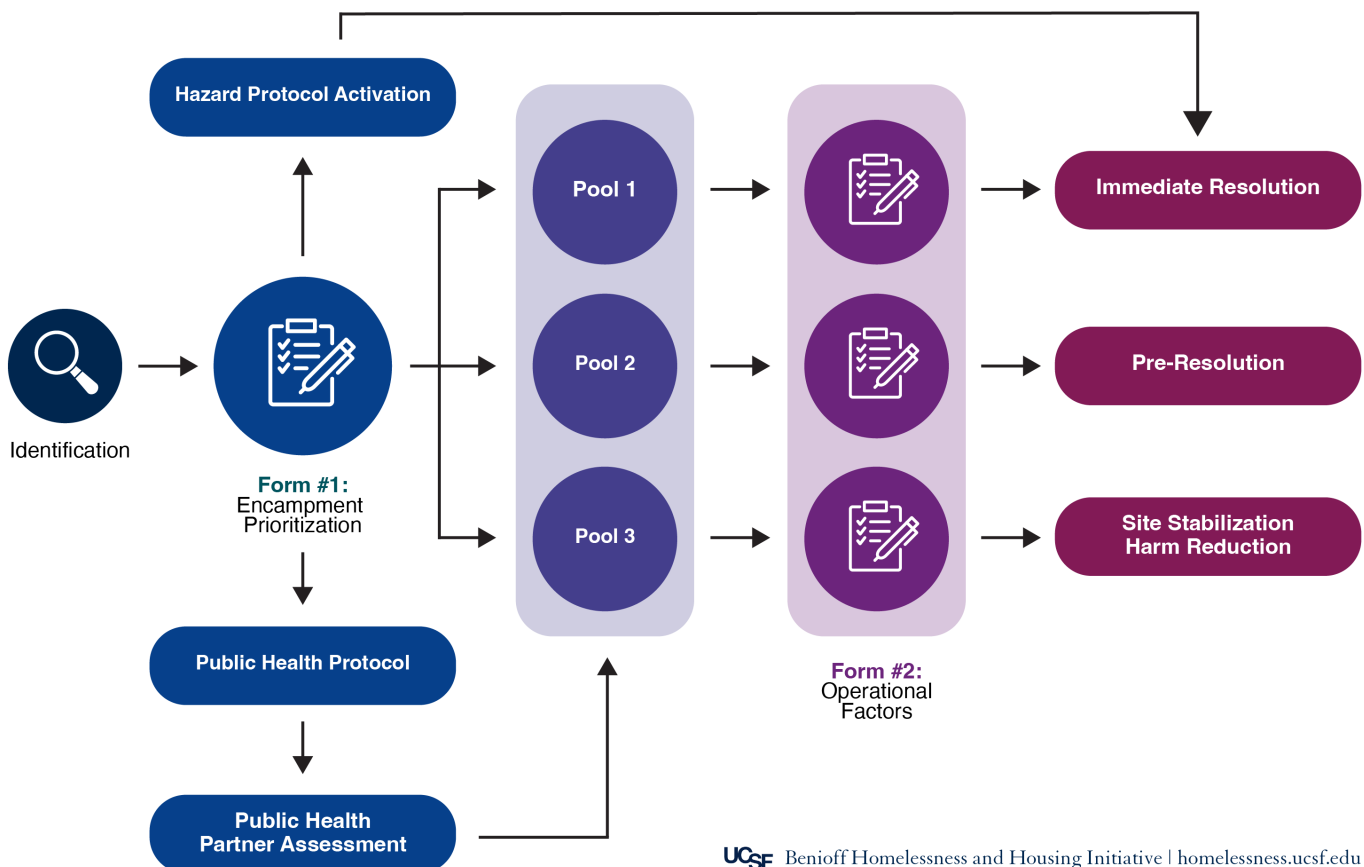 Hazard Protocol Activation
Pool 1
Immediate Resolution
Identification
Form #1:
Encampment
Prioritization
Pool 2
Pre-Resolution
Pool 3
Site Stabilization
Harm Reduction
Public Health Protocol
Form #2:
Operational
Factors
Public Health
Partner Assessment
UCSF Benioff Homelessness and Housing Initiative | homelessness.ucsf.edu